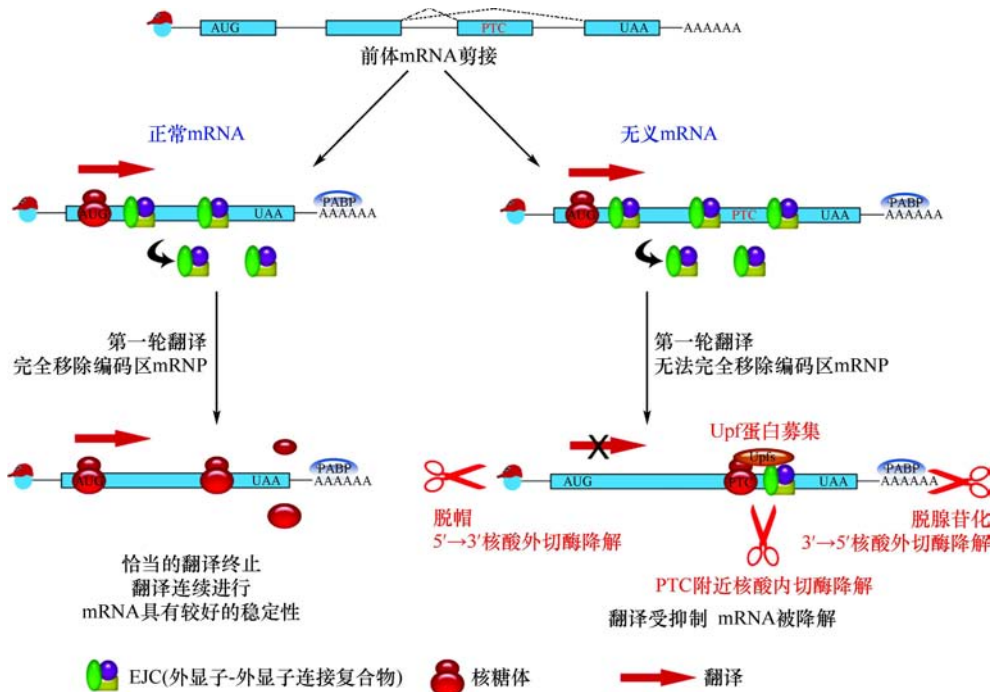 AUG PTC UAA AAAAAA
前体mRNA剪接
正常mRNA
AUG UAA PABP AAAAAA
第一轮翻译
完全移除编码区mRNP
AUG UAA PABP AAAAAA
恰当的翻译终止
翻译连续进行
mRNA具有较好的稳定性
无义mRNA
AUG PTC UAA PABP AAAAAA
第一轮翻译
无法完全移除编码区mRNP
Upf蛋白募集
Upfs
AUG PTC UAA PABP AAAAAA
脱帽
5′→3′核酸外切酶降解
脱腺苷化
3′→5′核酸外切酶降解
PTC附近核酸内切酶降解
翻译受抑制 mRNA被降解
EJC(外显子-外显子连接复合物) 核糖体 翻译